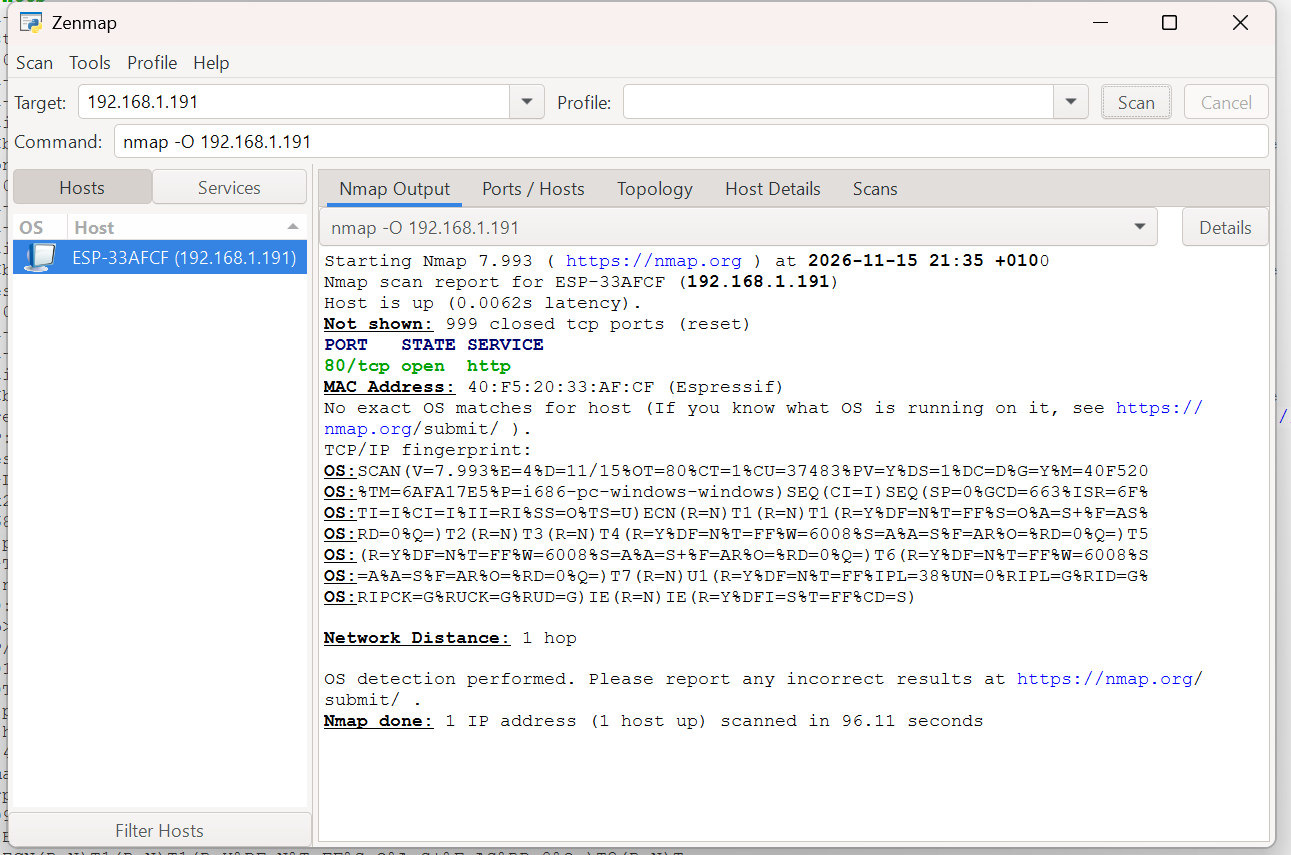 Zenmap
Scan Tools Profile Help
Target: 192.168.1.191 Profile: Scan Cancel
Command: nmap -O 192.168.1.191
Hosts Services
Nmap Output Ports / Hosts Topology Host Details Scans
OS Host
nmap -O 192.168.1.191 Details
ESP-33AFCF (192.168.1.191)
Starting Nmap 7.993 ( https://nmap.org ) at 2026-11-15 21:35 +0100
Nmap scan report for ESP-33AFCF (192.168.1.191)
Host is up (0.0062s latency).
Not shown: 999 closed tcp ports (reset)
PORT   STATE SERVICE
80/tcp open  http
MAC Address: 40:F5:20:33:AF:CF (Espressif)
No exact OS matches for host (If you know what OS is running on it, see https://
nmap.org/submit/ ).
TCP/IP fingerprint:
OS:SCAN(V=7.993%E=4%D=11/15%OT=80%CT=1%CU=37483%PV=Y%DS=1%DC=D%G=Y%M=40F520
OS:%TM=6AFA17E5%P=i686-pc-windows-windows)SEQ(CI=I)SEQ(SP=0%GCD=663%ISR=6F%
OS:TI=I%CI=I%II=RI%SS=O%TS=U)ECN(R=N)T1(R=N)T1(R=Y%DF=N%T=FF%S=O%A=S+%F=AS%
OS:RD=0%Q=)T2(R=N)T3(R=N)T4(R=Y%DF=N%T=FF%W=6008%S=A%A=S%F=AR%O=%RD=0%Q=)T5
OS:(R=Y%DF=N%T=FF%W=6008%S=A%A=S+%F=AR%O=%RD=0%Q=)T6(R=Y%DF=N%T=FF%W=6008%S
OS:=A%A=S%F=AR%O=%RD=0%Q=)T7(R=N)U1(R=Y%DF=N%T=FF%IPL=38%UN=0%RIPL=G%RID=G%
OS:RIPCK=G%RUCK=G%RUD=G)IE(R=N)IE(R=Y%DFI=S%T=FF%CD=S)
Network Distance: 1 hop
OS detection performed. Please report any incorrect results at https://nmap.org/
submit/ .
Nmap done: 1 IP address (1 host up) scanned in 96.11 seconds
Filter Hosts